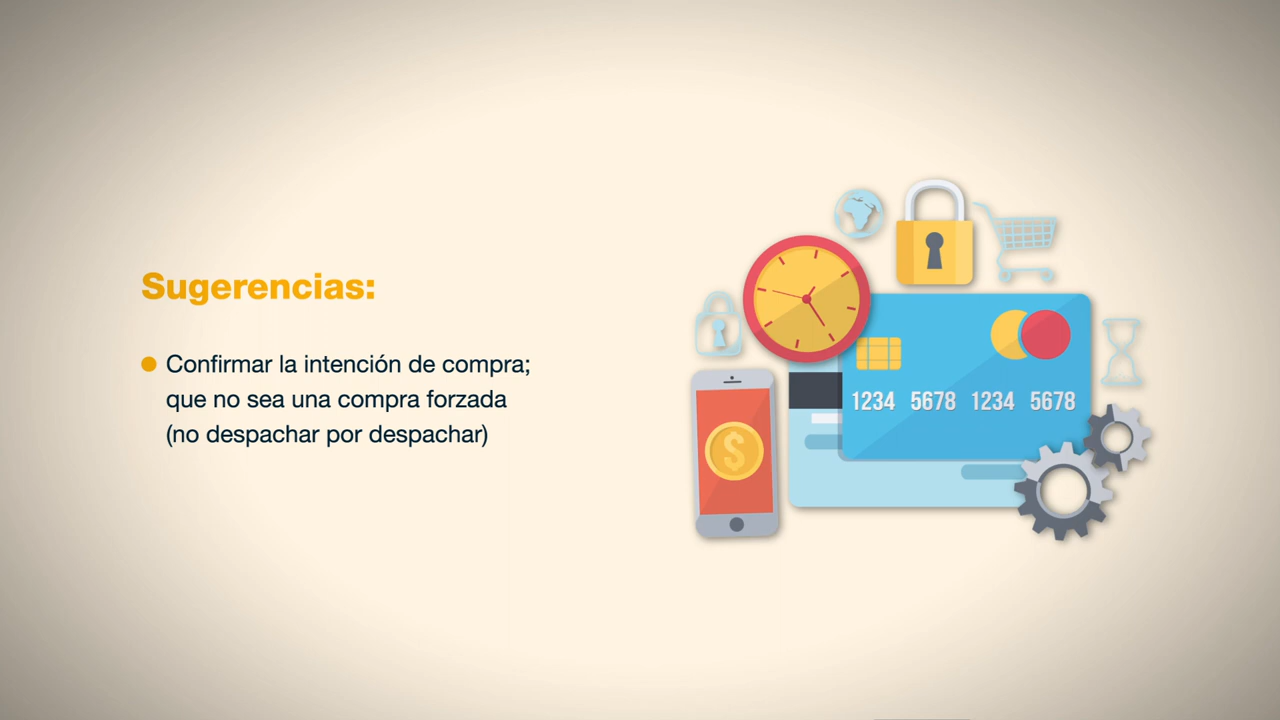 Sugerencias:
Confirmar la intención de compra;
que no sea una compra forzada
(no despachar por despachar)
1234 5678 1234 5678
$